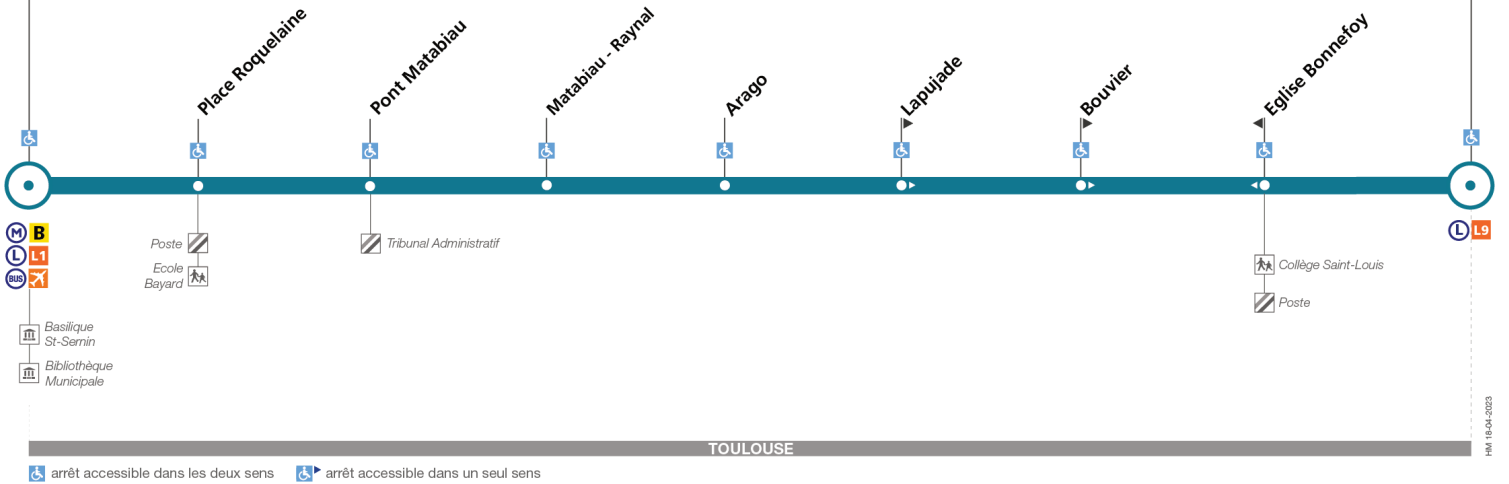 Place Roquelaine
Pont Matabiau
Matabiau - Raynal
Arago
Lapujade
Bouvier
Eglise Bonnefoy
M B
L L1
BUS
L L9
Poste
Ecole
Bayard
Tribunal Administratif
Collège Saint-Louis
Poste
Basilique
St-Sernin
Bibliothèque
Municipale
HM 18-04-2023
TOULOUSE
arrêt accessible dans les deux sens
arrêt accessible dans un seul sens